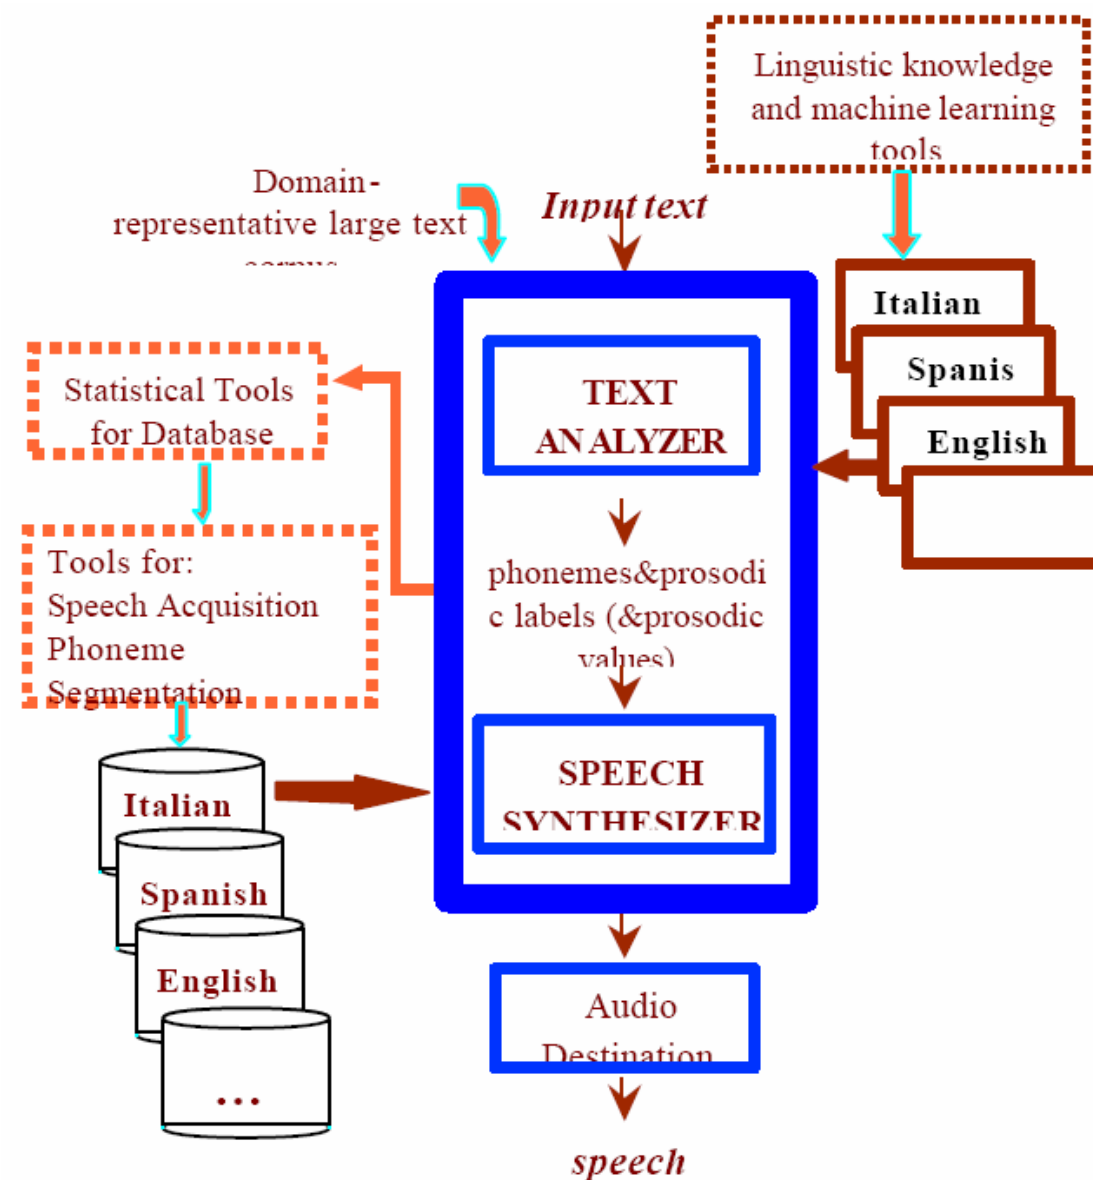 Linguistic knowledge
and machine learning
tools
Domain-
representative large text
corpus
Input text
Italian
Spanis
English
Statistical Tools
for Database
TEXT
ANALYZER
Tools for:
Speech Acquisition
Phoneme
Segmentation
phonemes&prosodi
c labels (&prosodic
values)
SPEECH
SYNTHESIZER
Italian
Spanish
English
...
Audio
Destination
speech